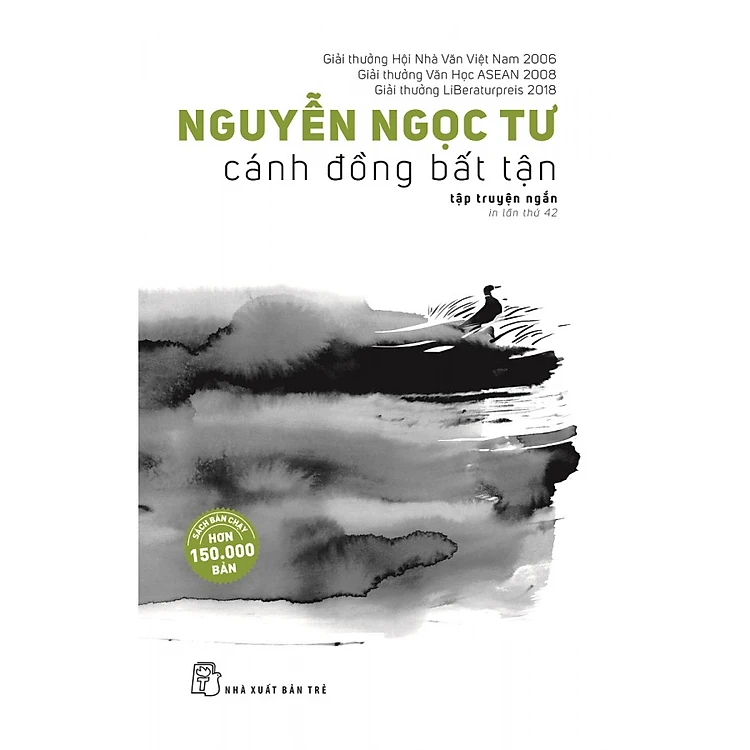 Giải thưởng Hội Nhà Văn Việt Nam 2006
Giải thưởng Văn Học ASEAN 2008
Giải thưởng LiBeraturpreis 2018
NGUYỄN NGỌC TƯ
cánh đồng bất tận
tập truyện ngắn
in lần thứ 42
SÁCH BÁN CHẠY
HƠN
150.000
BẢN
NHÀ XUẤT BẢN TRẺ